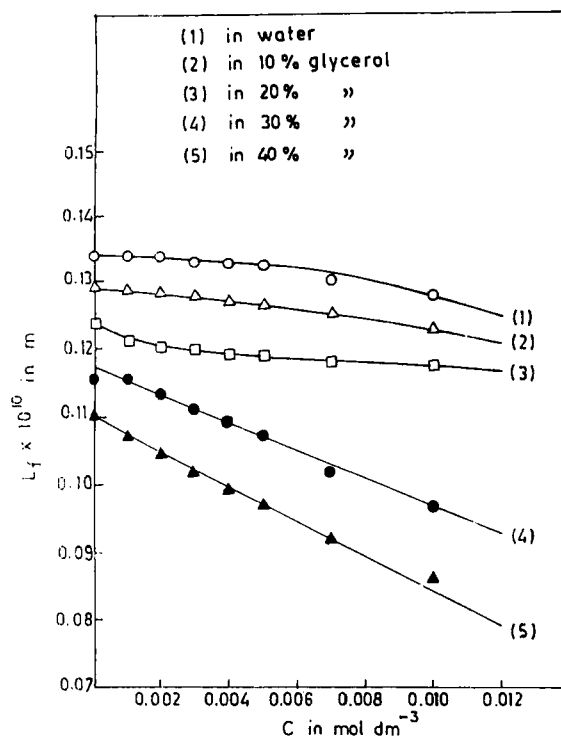 (1) in water
(2) in 10% glycerol
(3) in 20% »
(4) in 30% »
(5) in 40% »
0.15
0.14
0.13
0.12
0.11
0.10
0.09
0.08
0.07
L_f × 10^10 in m
(1)
(2)
(3)
(4)
(5)
0.002 0.004 0.006 0.008 0.010 0.012
C in mol dm^-3